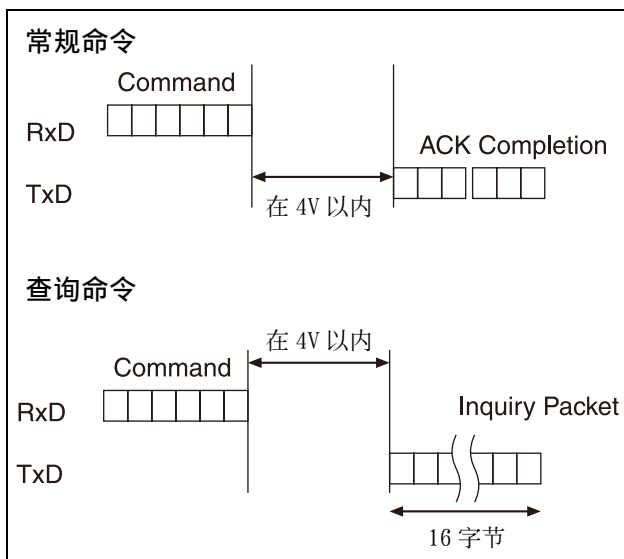 常规命令
Command
RxD
ACK Completion
TxD
在 4V 以内
查询命令
在 4V 以内
Command
RxD
Inquiry Packet
TxD
16 字节